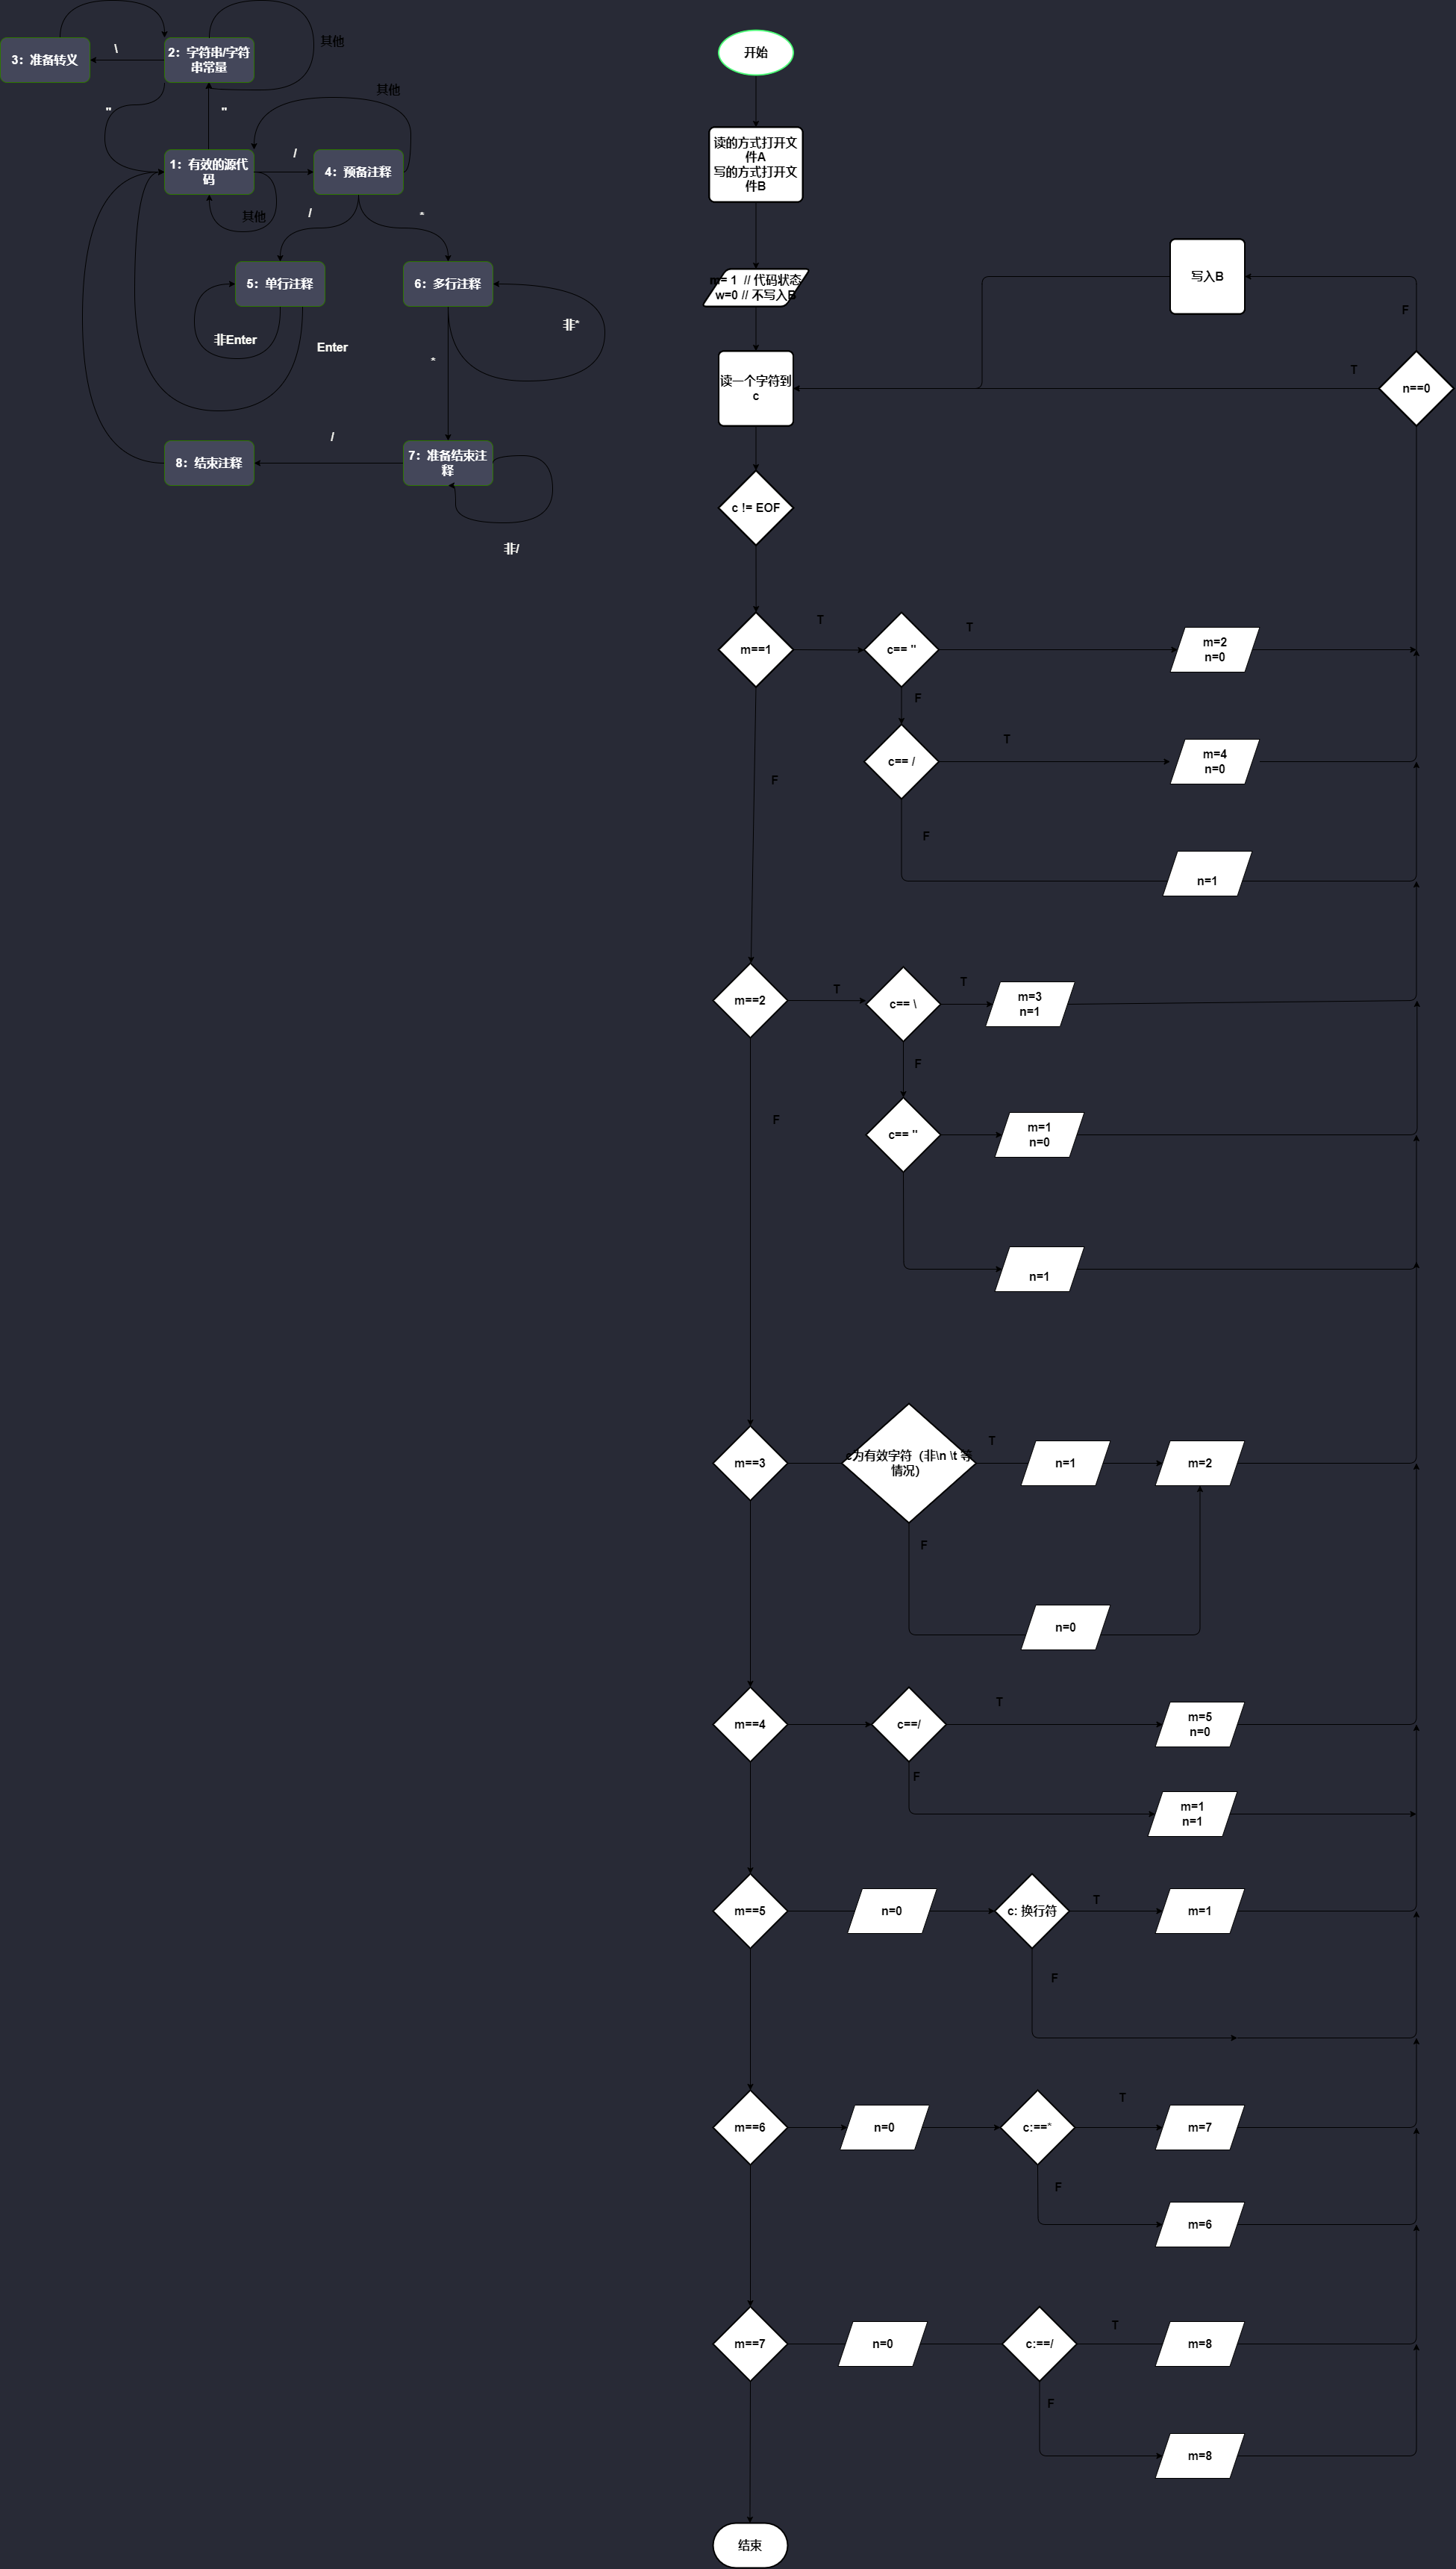 3：准备转义
\
2：字符串/字符
串常量
其他
"
"
其他
1：有效的源代
码
/
4：预备注释
其他
/
*
5：单行注释
6：多行注释
非Enter
Enter
非*
*
/
8：结束注释
7：准备结束注
释
非/
开始
读的方式打开文
件A
写的方式打开文
件B
m= 1 // 代码状态
w=0 // 不写入B
写入B
F
读一个字符到
c
T
n==0
c != EOF
m==1
T
c== "
T
m=2
n=0
F
c== /
T
m=4
n=0
F
F
n=1
m==2
T
c== \
T
m=3
n=1
F
F
c== "
m=1
n=0
n=1
m==3
c为有效字符（非\n \t 等
情况）
T
n=1
m=2
F
n=0
m==4
c==/
T
m=5
n=0
F
m=1
n=1
m==5
n=0
c: 换行符
T
m=1
F
m==6
n=0
c:==*
T
m=7
F
m=6
m==7
n=0
c:==/
T
m=8
F
m=8
结束